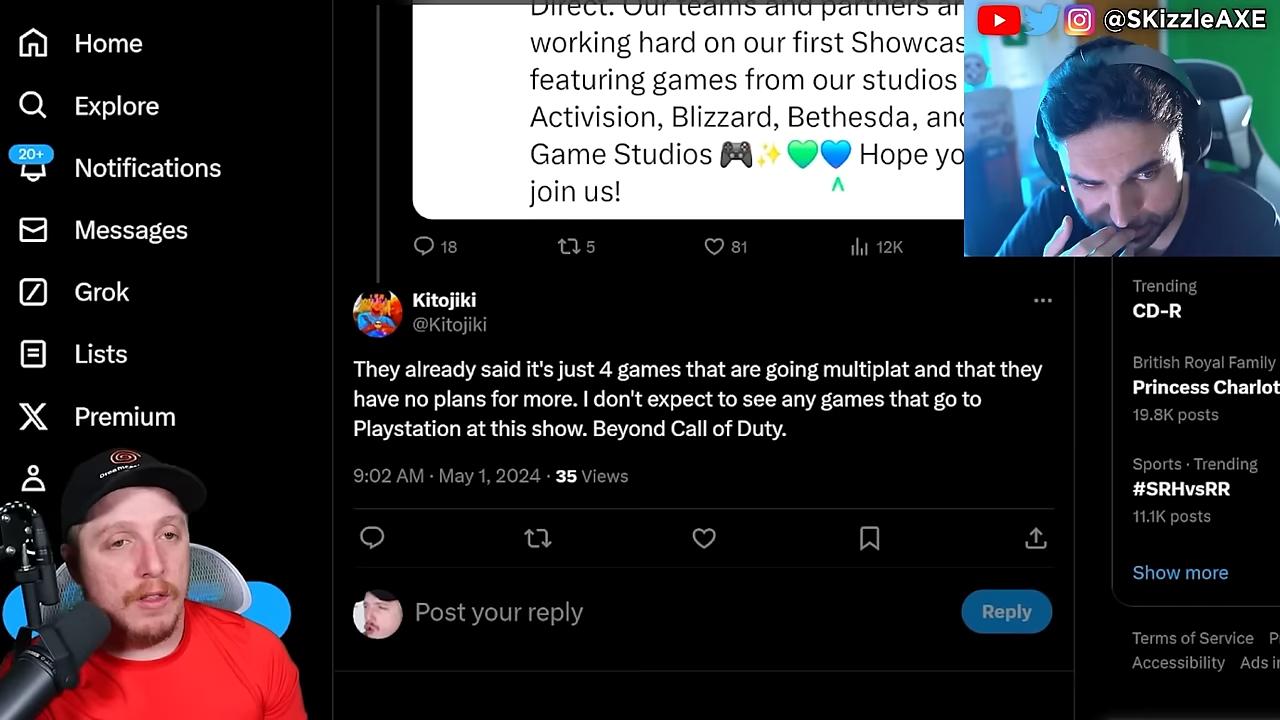 Home
Explore
20+
Notifications
Messages
Grok
Lists
Premium
Direct. Our teams and partners
working hard on our first
featuring games from our studios
Activision, Blizzard, Bethesda,
Game Studios 🎮✨💚💙 Hope
join us!
18
5
81
12K
@SKizzleAXE
Kitojiki
@Kitojiki
They already said it's just 4 games that are going multiplat and that they
have no plans for more. I don't expect to see any games that go to
Playstation at this show. Beyond Call of Duty.
9:02 AM · May 1, 2024 · 35 Views
Post your reply
Reply
Trending
CD-R
British Royal Family
Princess
19.8K posts
Sports · Trending
#SRHvsRR
11.1K posts
Show more
Terms of Service
Accessibility
Ads